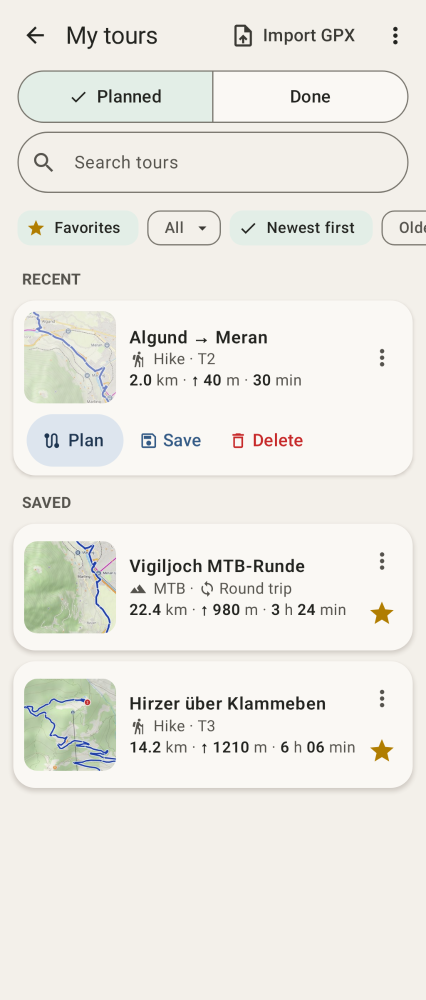 My tours
Import GPX
Planned
Done
Search tours
Favorites
All
Newest first
Olde
RECENT
Algund → Meran
Hike · T2
2.0 km · ↑ 40 m · 30 min
Plan
Save
Delete
SAVED
Vigiljoch MTB-Runde
MTB · Round trip
22.4 km · ↑ 980 m · 3 h 24 min
Hirzer über Klammeben
Hike · T3
14.2 km · ↑ 1210 m · 6 h 06 min